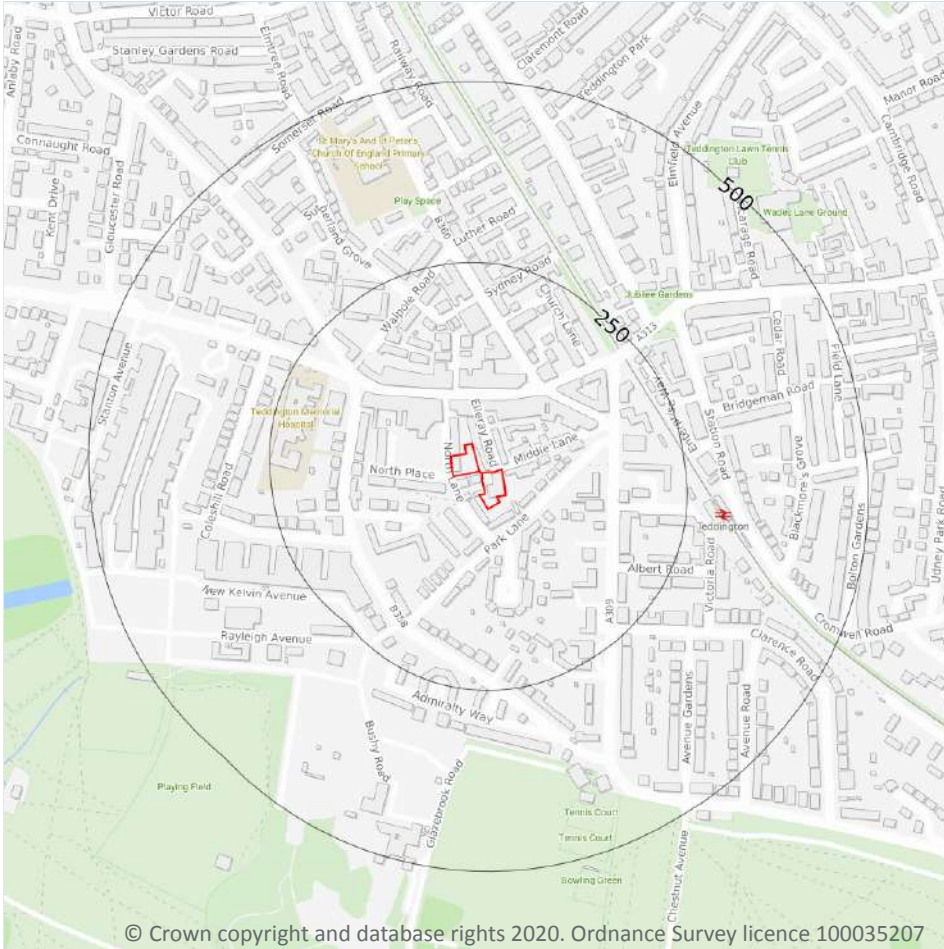 Victor Road
Stanley Gardens Road
Anlaby Road
Elmtree Road
Railway Road
Claremont Road
Teddington Park
Manor Road
Cambridge Road
Connaught Road
Somerset Road
St Mary's And St Peter's
Church Of England Primary
School
Elmfield Avenue
Teddington Lawn Tennis
Club
500
Kent Drive
Gloucester Road
Play Space
B360
Luther Road
Wades Lane Ground
Walpole Road
Sydney Road
Church Lane
Jubilee Gardens
250
A313
Cedar Road
Field Lane
Stanton Avenue
Teddington Memorial
Hospital
Elleray Road
Enterprise Way
Station Road
Bridgeman Road
Middle Lane
North Lane
North Place
Coleshill Road
Park Lane
Blackmore's Grove
Teddington
Victoria Road
Albert Road
Bolton Gardens
Udney Park Road
New Kelvin Avenue
A309
Cromwell Road
Rayleigh Avenue
Clarence Road
Admiralty Way
Avenue Gardens
Avenue Road
Bushy Road
Glazebrook Road
Playing Field
Tennis Court
Tennis Court
Bowling Green
Chestnut Avenue
© Crown copyright and database rights 2020. Ordnance Survey licence 100035207